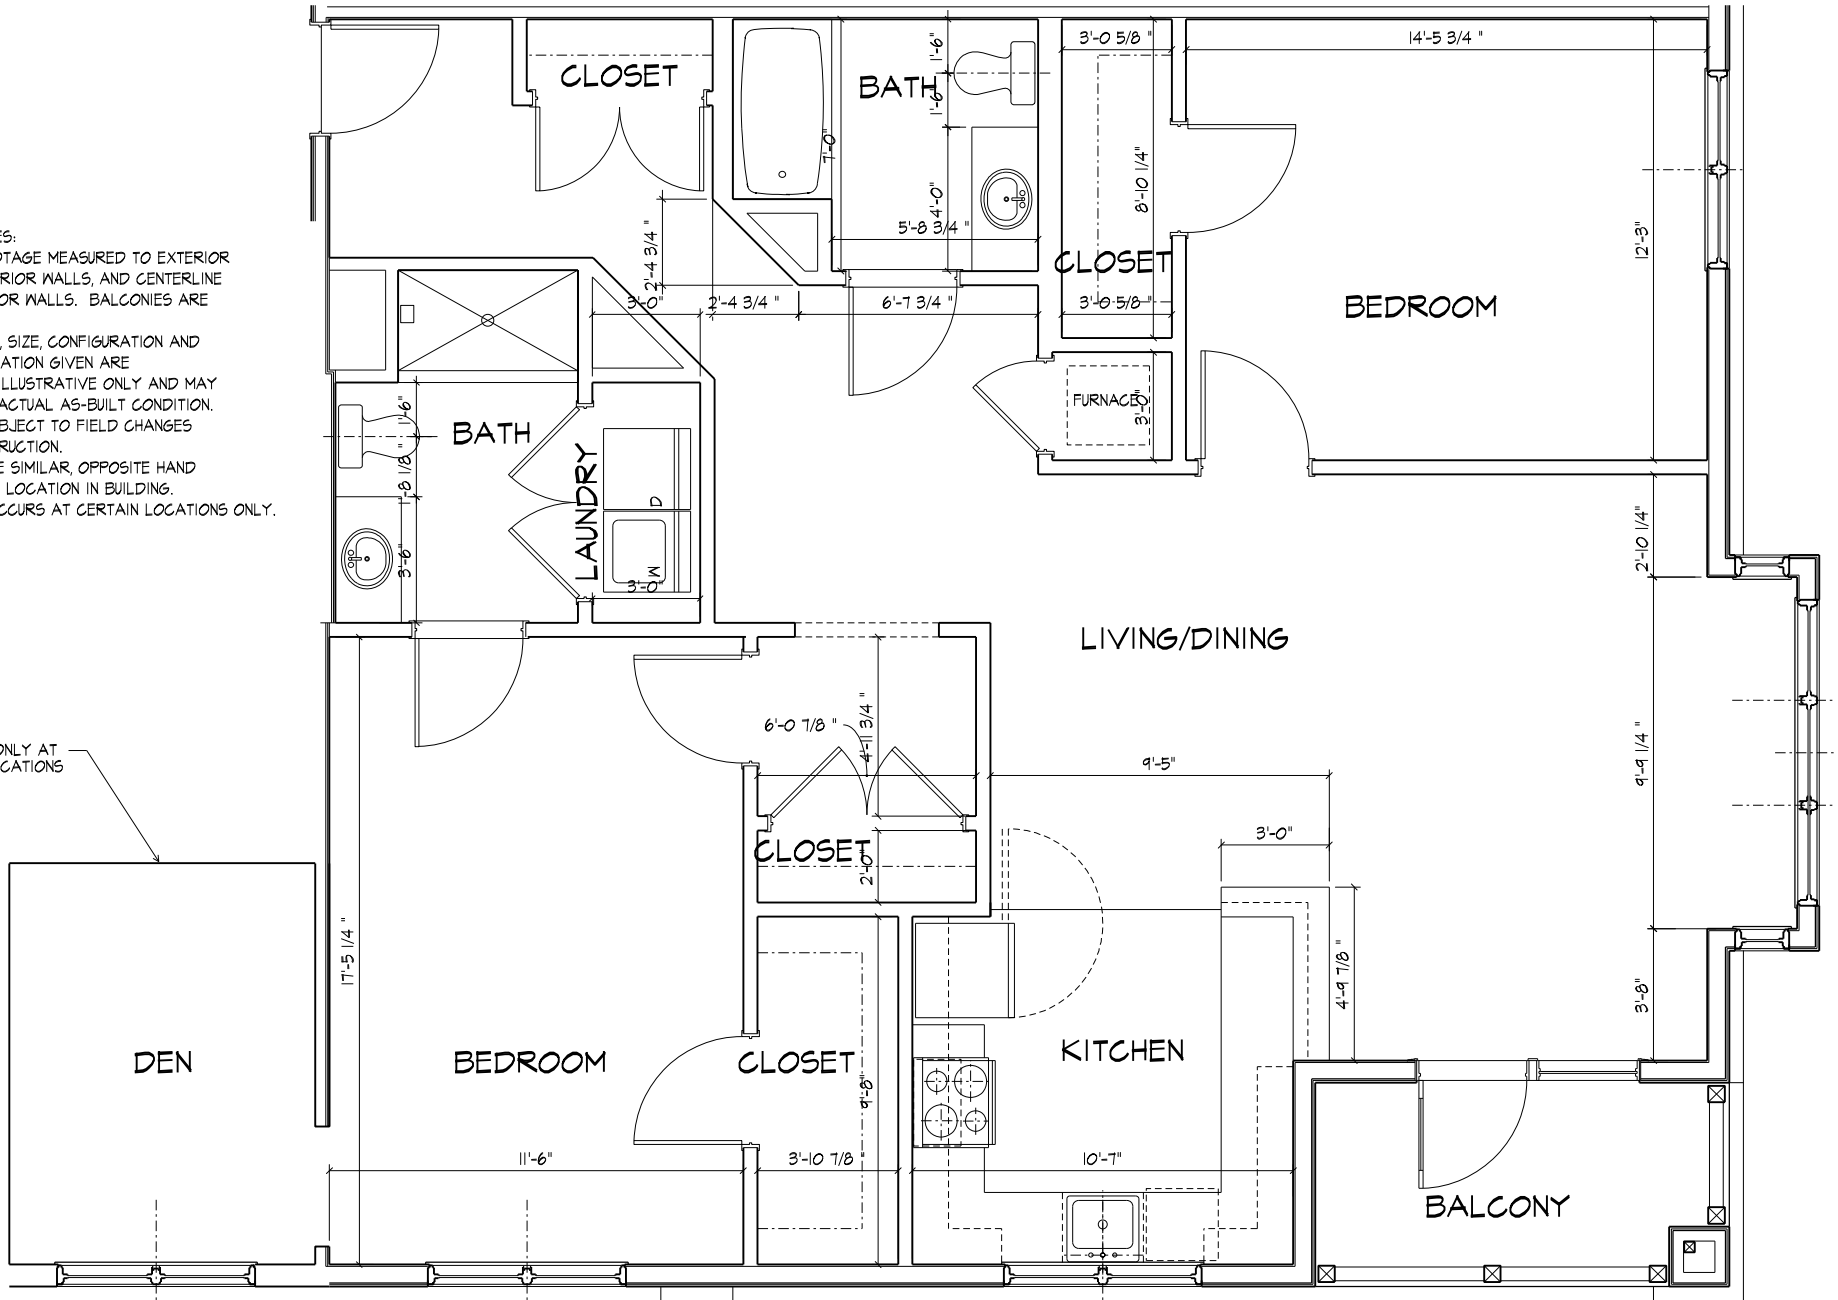 3'-0 5/8 "
14'-5 3/4 "
1'-6"
CLOSET
BATH
1'-6"
7'-0"
8'-10 1/4"
4'-0"
5'-8 3/4 "
2'-4 3/4 "
12'-3"
CLOSET
ES:
OTAGE MEASURED TO EXTERIOR
RIOR WALLS, AND CENTERLINE
OR WALLS.  BALCONIES ARE
3'-0"
2'-4 3/4 "
6'-7 3/4 "
3'-0 5/8 "
BEDROOM
, SIZE, CONFIGURATION AND
ATION GIVEN ARE
ILLUSTRATIVE ONLY AND MAY
ACTUAL AS-BUILT CONDITION.
BJECT TO FIELD CHANGES
RUCTION.
E SIMILAR, OPPOSITE HAND
LOCATION IN BUILDING.
CCURS AT CERTAIN LOCATIONS ONLY.
1'-6"
BATH
FURNACE
3'-0"
1'-8 1/8 "
LAUNDRY
D
W
3'-6"
3'-0"
2'-10 1/4"
LIVING/DINING
6'-0 7/8 "
4'-11 3/4 "
ONLY AT
CATIONS
9'-5"
9'-9 1/4 "
3'-0"
CLOSET
2'-0"
17'-5 1/4 "
4'-9 7/8 "
3'-8"
DEN
BEDROOM
CLOSET
9'-8"
KITCHEN
11'-6"
3'-10 7/8 "
10'-7"
BALCONY